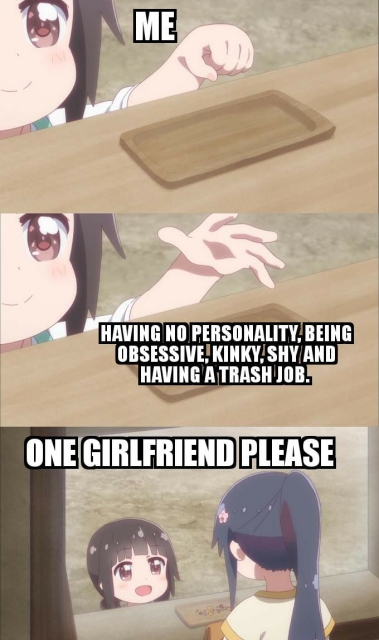 ME
HAVING NO PERSONALITY, BEING
OBSESSIVE, KINKY, SHY AND
HAVING A TRASH JOB.
ONE GIRLFRIEND PLEASE